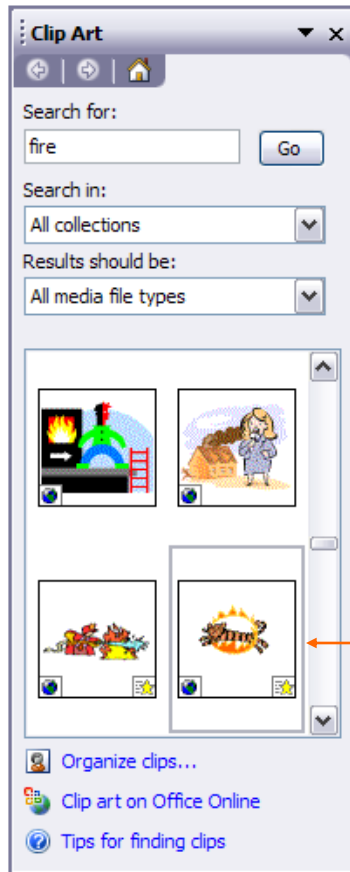 Clip Art
Search for:
fire
Go
Search in:
All collections
Results should be:
All media file types
Organize clips...
Clip art on Office Online
Tips for finding clips